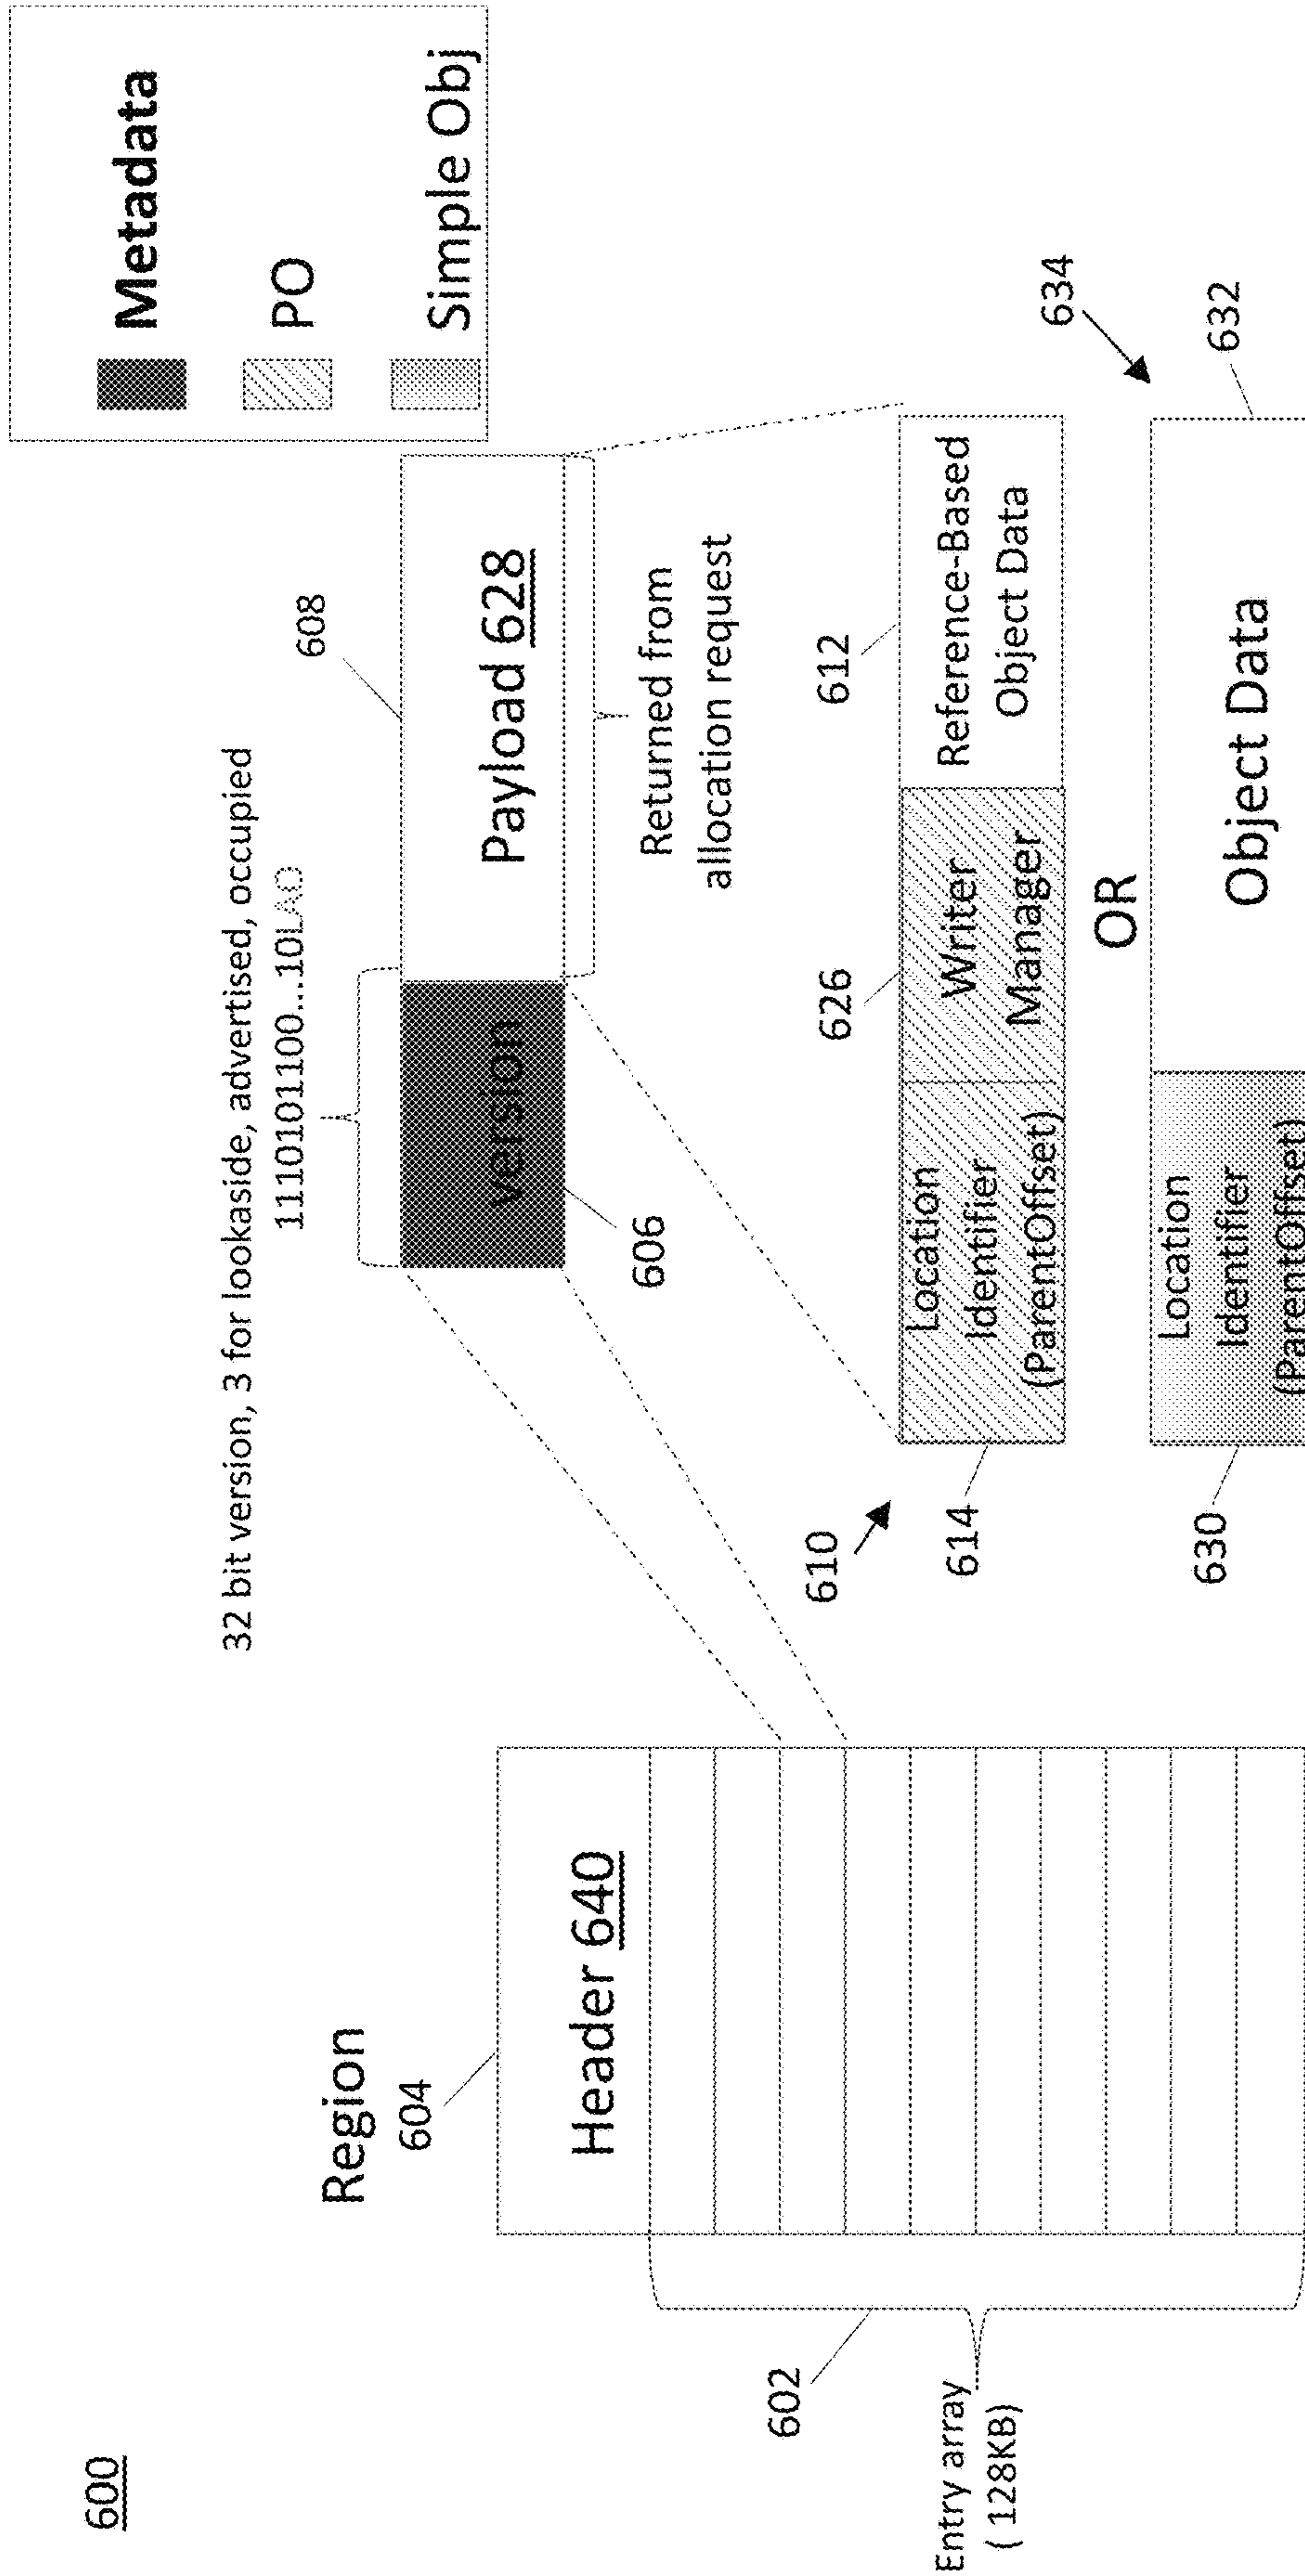 600
Region
604
Header 640
602
Entry array
( 128KB)
32 bit version, 3 for lookaside, advertised, occupied
1110101100...10LAO
608
version
Payload 628
606
Returned from
allocation request
Metadata
PO
Simple Obj
610
614
626
612
Location
Identifier
(ParentOffset)
Writer
Manager
Reference-Based
Object Data
OR
634
630
632
Location
Identifier
(ParentOffset)
Object Data